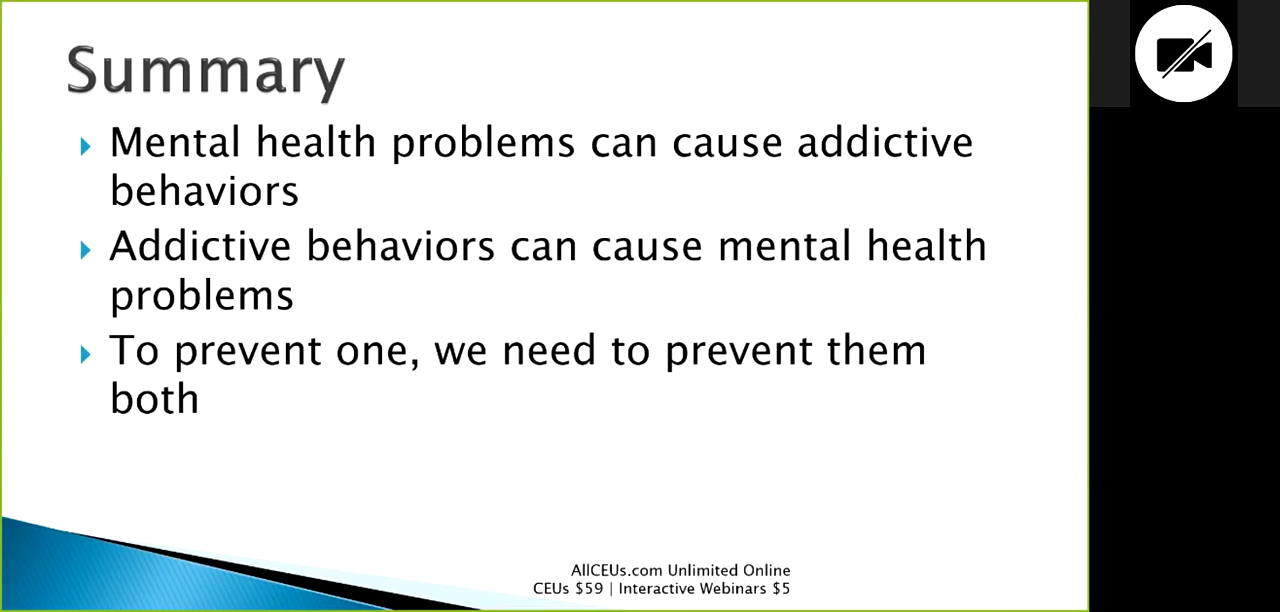 Summary
Mental health problems can cause addictive
behaviors
Addictive behaviors can cause mental health
problems
To prevent one, we need to prevent them
both
AllCEUs.com Unlimited Online
CEUs $59 | Interactive Webinars $5